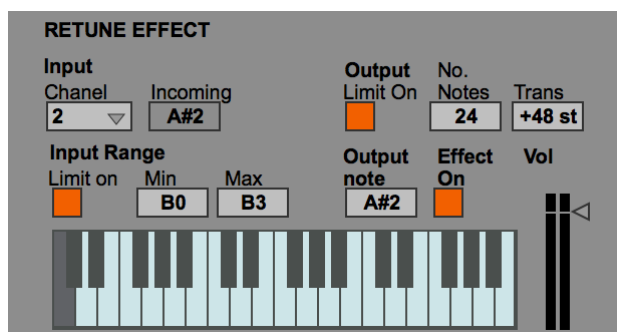 RETUNE EFFECT
Input
Chanel Incoming
2 A#2
Output No.
Limit On Notes Trans
24 +48 st
Input Range
Limit on Min Max
B0 B3
Output Effect Vol
note On
A#2